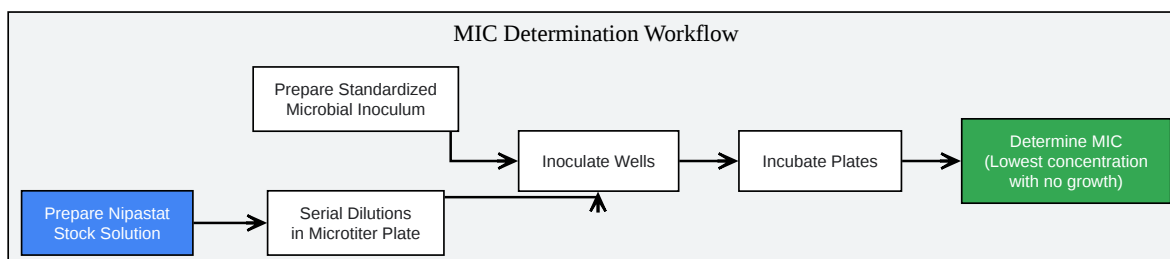 MIC Determination Workflow
Prepare Standardized
Microbial Inoculum
Inoculate Wells
Incubate Plates
Determine MIC
(Lowest concentration
with no growth)
Prepare Nipastat
Stock Solution
Serial Dilutions
in Microtiter Plate